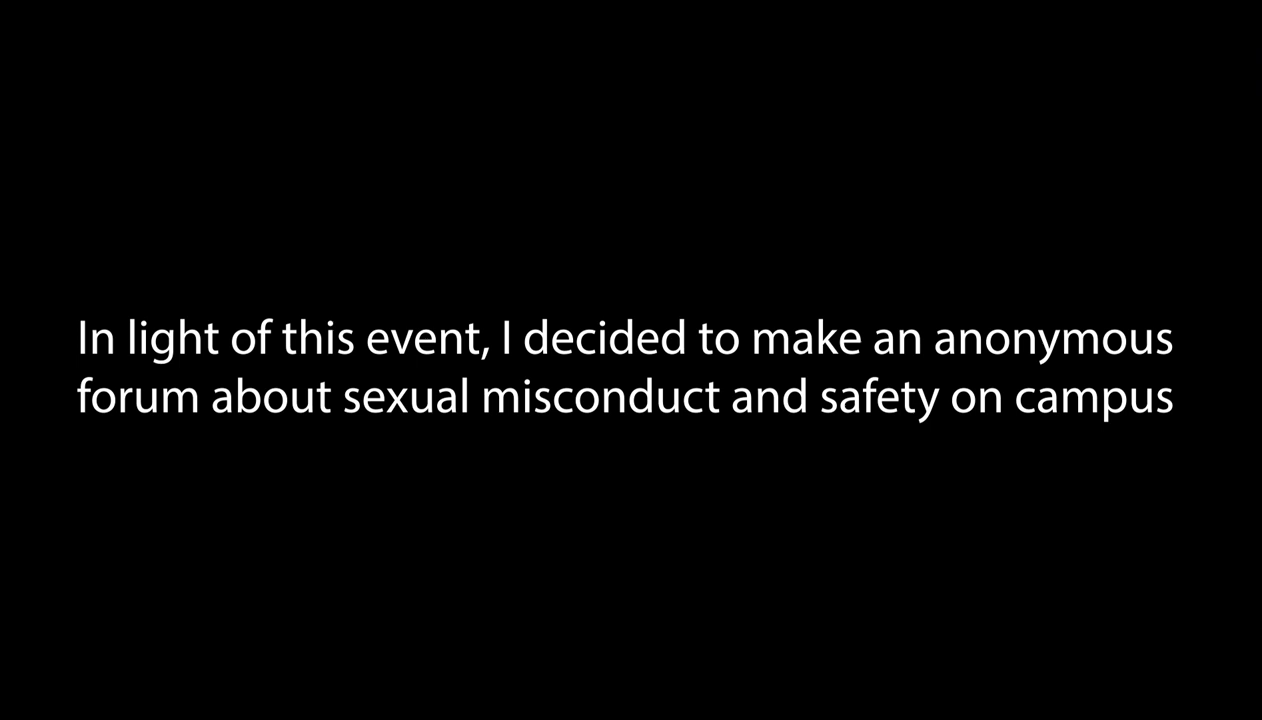 In light of this event, I decided to make an anonymous
forum about sexual misconduct and safety on campus